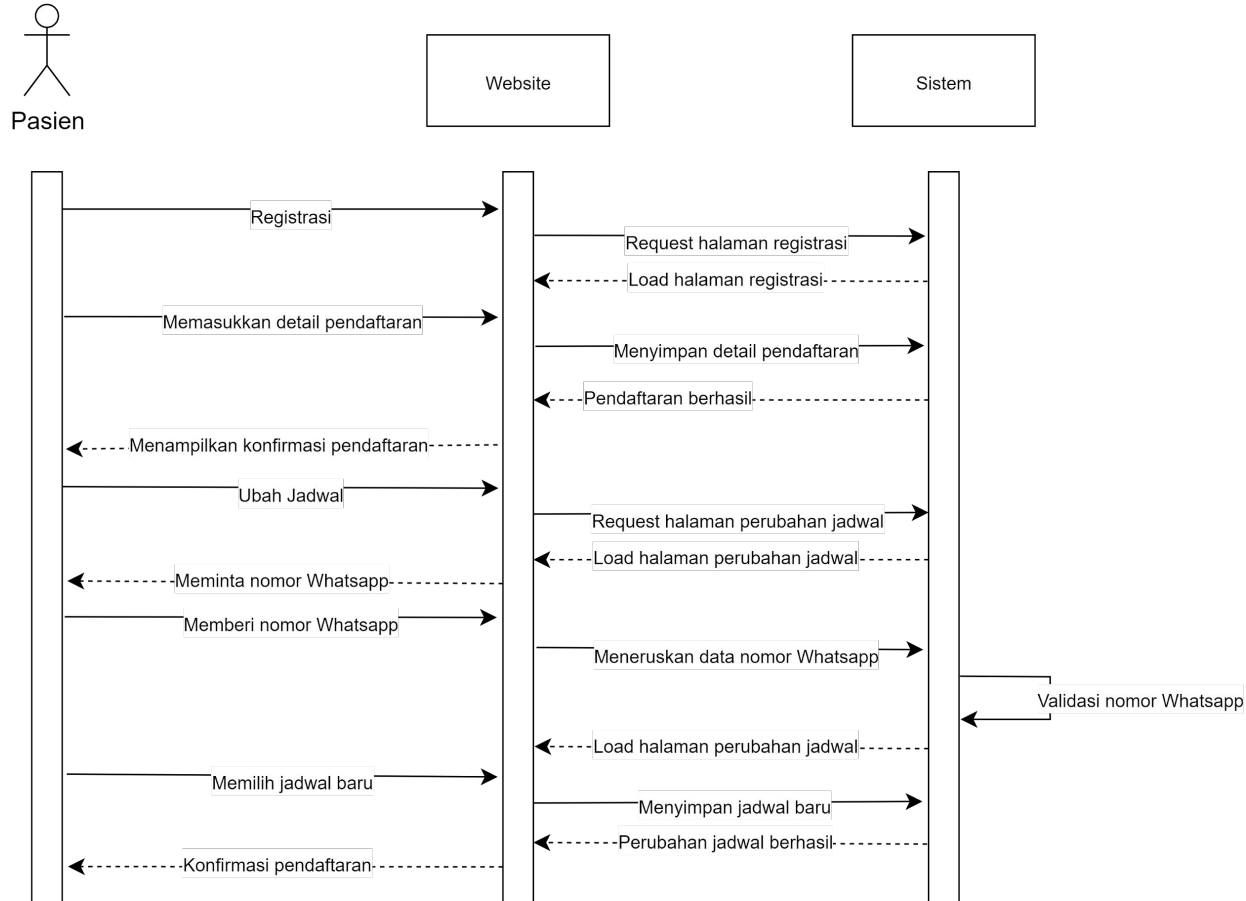 Pasien
Website
Sistem
Registrasi
Request halaman registrasi
Load halaman registrasi
Memasukkan detail pendaftaran
Menyimpan detail pendaftaran
Pendaftaran berhasil
Menampilkan konfirmasi pendaftaran
Ubah Jadwal
Request halaman perubahan jadwal
Load halaman perubahan jadwal
Meminta nomor Whatsapp
Memberi nomor Whatsapp
Meneruskan data nomor Whatsapp
Validasi nomor Whatsapp
Load halaman perubahan jadwal
Memilih jadwal baru
Menyimpan jadwal baru
Perubahan jadwal berhasil
Konfirmasi pendaftaran